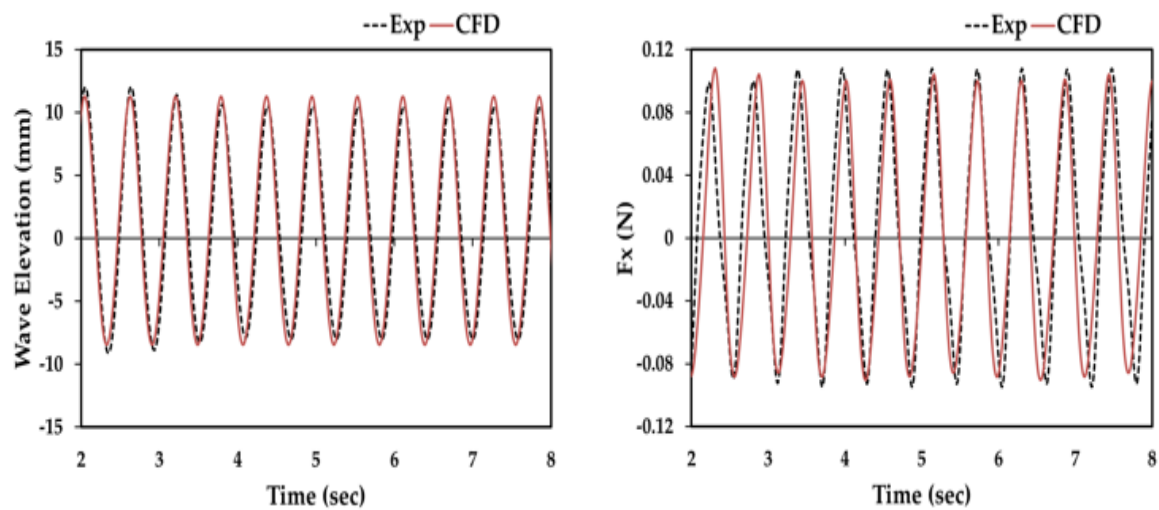 Exp CFD
Wave Elevation (mm)
15
10
5
0
-5
-10
-15
2 3 4 5 6 7 8
Time (sec)
Exp CFD
Fx (N)
0.12
0.08
0.04
0
-0.04
-0.08
-0.12
2 3 4 5 6 7 8
Time (sec)